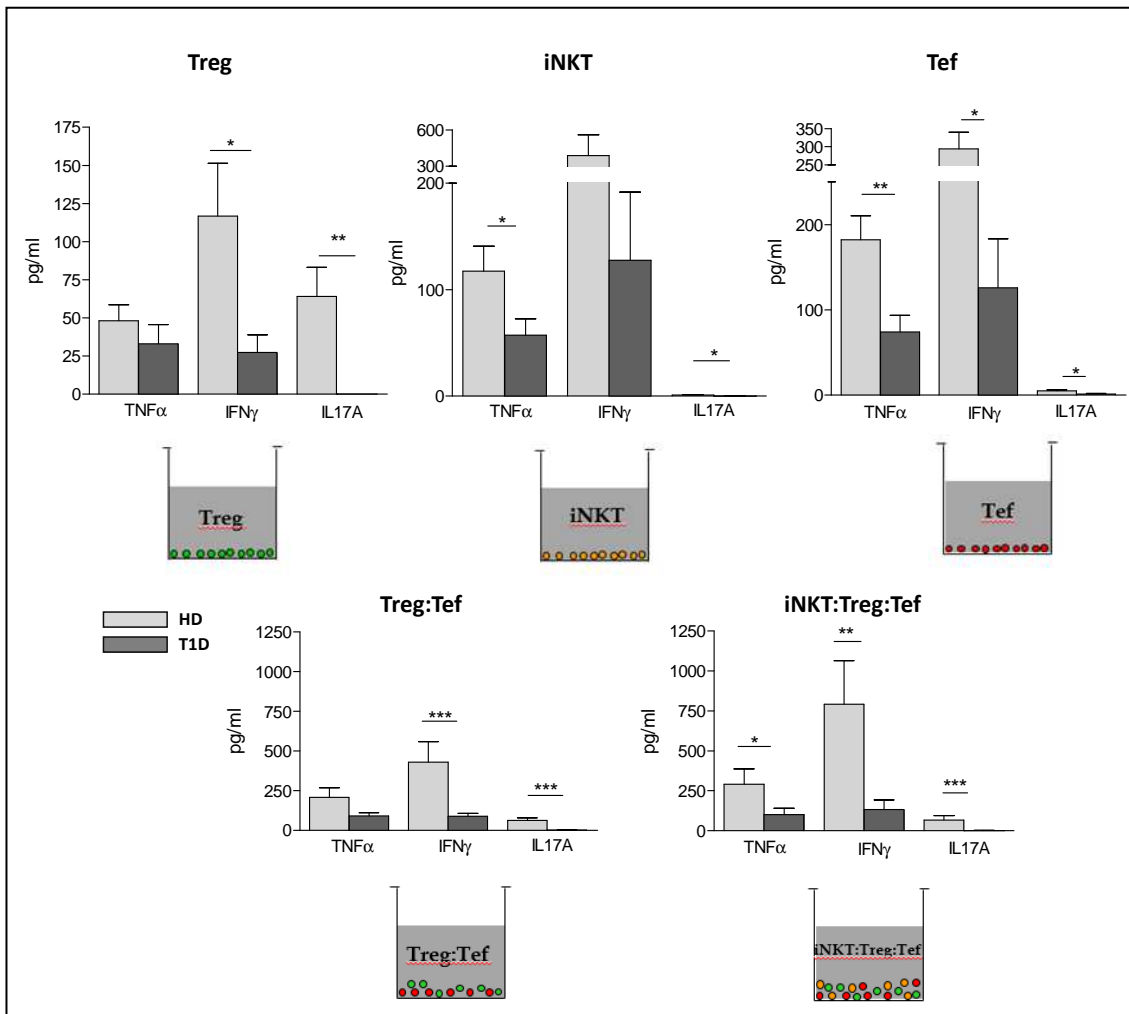 Treg
iNKT
Tef
175
150
125
100
75
50
25
0
pg/ml
*
**
TNFα
IFNγ
IL17A
600
300
200
100
0
pg/ml
*
*
TNFα
IFNγ
IL17A
350
300
250
200
100
0
pg/ml
**
*
*
TNFα
IFNγ
IL17A
Treg
iNKT
Tef
HD
T1D
Treg:Tef
1250
1000
750
500
250
0
pg/ml
***
***
TNFα
IFNγ
IL17A
iNKT:Treg:Tef
1250
1000
750
500
250
0
pg/ml
*
**
***
TNFα
IFNγ
IL17A
Treg:Tef
iNKT:Treg:Tef